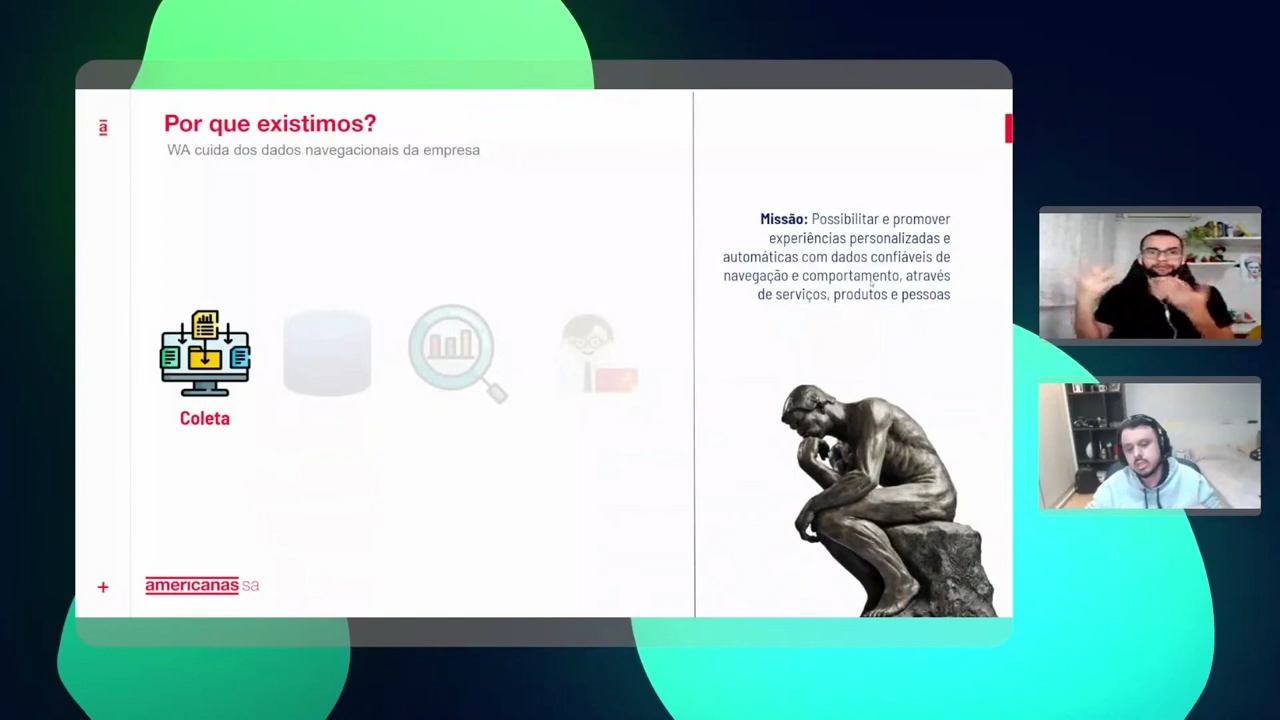 ā
Por que existimos?
WA cuida dos dados navegacionais da empresa
Missão: Possibilitar e promover
experiências personalizadas e
automáticas com dados confiáveis de
navegação e comportamento, através
de serviços, produtos e pessoas
Coleta
+
americanas sa